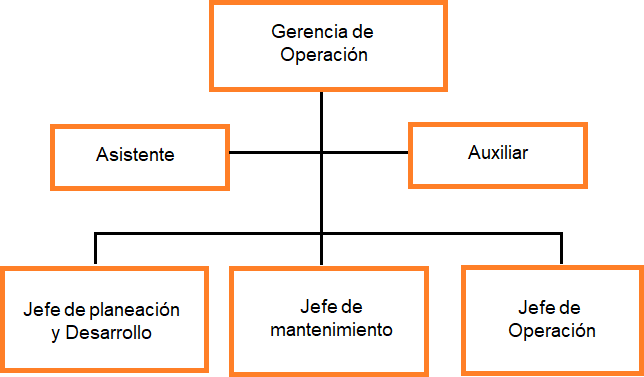 Gerencia de
Operación
Asistente
Auxiliar
Jefe de planeación
y Desarrollo
Jefe de
mantenimiento
Jefe de
Operación